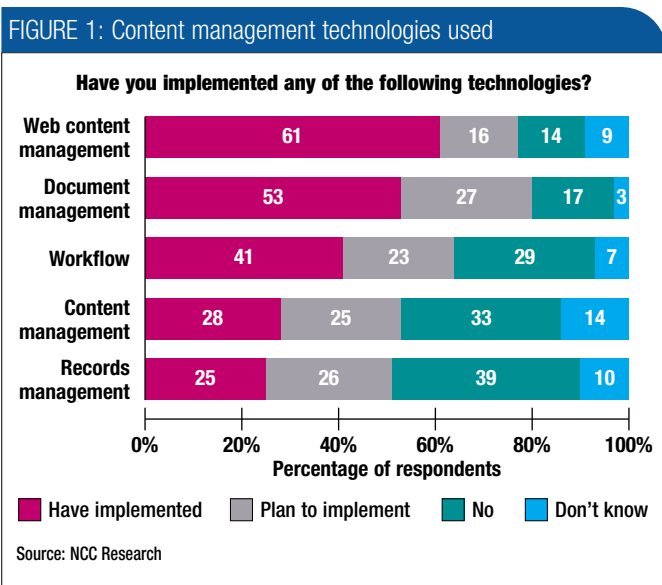 FIGURE 1: Content management technologies used
Have you implemented any of the following technologies?
Web content
management
61 16 14 9
Document
management
53 27 17 3
Workflow
41 23 29 7
Content
management
28 25 33 14
Records
management
25 26 39 10
0% 20% 40% 60% 80% 100%
Percentage of respondents
Have implemented Plan to implement No Don't know
Source: NCC Research